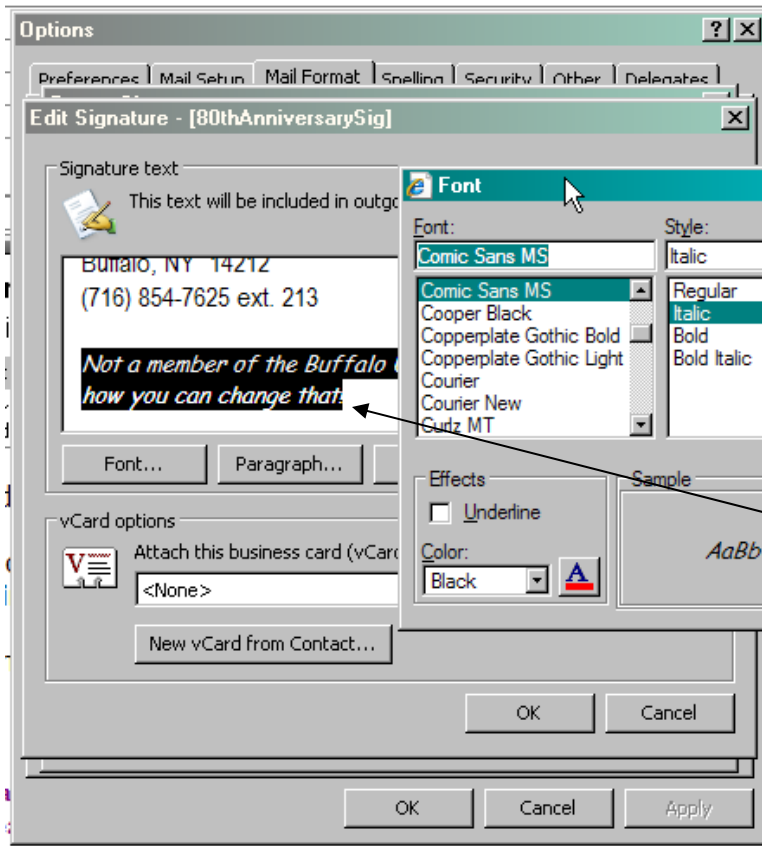 Options
Preferences Mail Setup Mail Format Spelling Security Other Delegates
Edit Signature - [80thAnniversarySig]
Signature text
This text will be included in outgo
Buffalo, NY 14212
(716) 854-7625 ext. 213
Not a member of the Buffalo
how you can change that!
Font... Paragraph...
vCard options
Attach this business card (vCard
<None>
New vCard from Contact...
OK Cancel
OK Cancel Apply
Font
Font:
Comic Sans MS
Comic Sans MS
Cooper Black
Copperplate Gothic Bold
Copperplate Gothic Light
Courier
Courier New
Curlz MT
Style:
Italic
Regular
Italic
Bold
Bold Italic
Effects
Underline
Color:
Black
A
Sample
AaBb